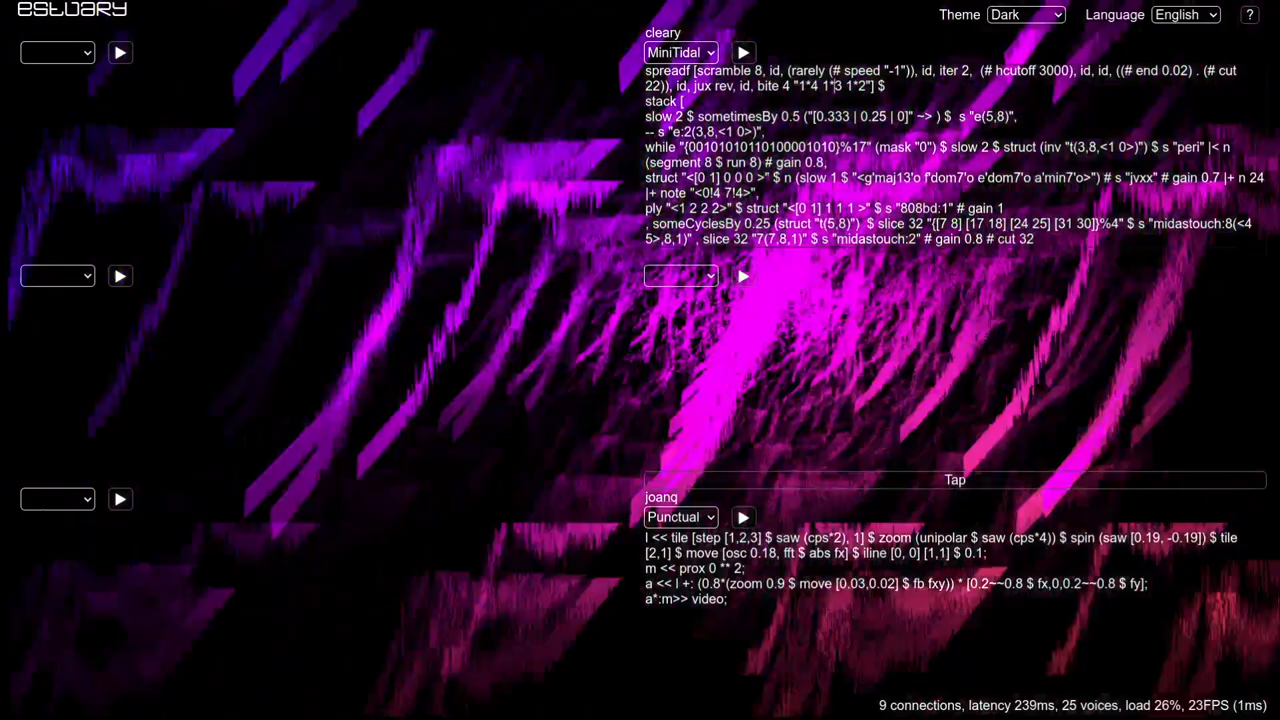 estuary
Theme Dark Language English ?
cleary
MiniTidal
spreadf [scramble 8, id, (rarely (# speed "-1")), id, iter 2,  (# hcutoff 3000), id, id, ((# end 0.02) . (# cut
22)), id, jux rev, id, bite 4 "1*4 1*3 1*2"] $
stack [
slow 2 $ sometimesBy 0.5 ("[0.333 | 0.25 | 0]" ~> ) $  s "e(5,8)",
-- s "e:2(3,8,<1 0>)",
while "{00101010110100001010}%17" (mask "0") $ slow 2 $ struct (inv "t(3,8,<1 0>)") $ s "peri" |< n
(segment 8 $ run 8) # gain 0.8,
struct "<[0 1] 0 0 0 >" $ n (slow 1 $ "<g'maj13'o f'dom7'o e'dom7'o a'min7'o>") # s "jvxx" # gain 0.7 |+ n 24
|+ note "<0!4 7!4>",
ply "<1 2 2 2>" $ struct "<[0 1] 1 1 1 >" $ s "808bd:1" # gain 1
, someCyclesBy 0.25 (struct "t(5,8)")  $ slice 32 "{[7 8] [17 18] [24 25] [31 30]}%4" $ s "midastouch:8(<4
5>,8,1)" , slice 32 "7(7,8,1)" $ s "midastouch:2" # gain 0.8 # cut 32
Tap
joanq
Punctual
l << tile [step [1,2,3] $ saw (cps*2), 1] $ zoom (unipolar $ saw (cps*4)) $ spin (saw [0.19, -0.19]) $ tile
[2,1] $ move [osc 0.18, fft $ abs fx] $ iline [0, 0] [1,1] $ 0.1;
m << prox 0 ** 2;
a << l +: (0.8*(zoom 0.9 $ move [0.03,0.02] $ fb fxy)) * [0.2~~0.8 $ fx,0,0.2~~0.8 $ fy];
a*:m>> video;
9 connections, latency 239ms, 25 voices, load 26%, 23FPS (1ms)